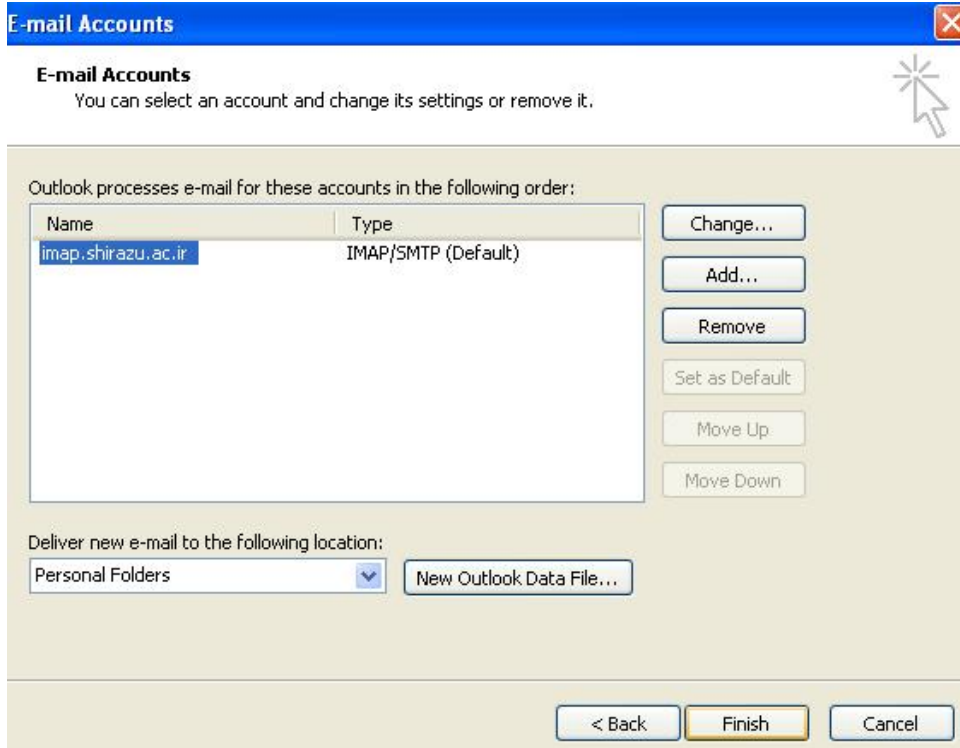 E-mail Accounts
E-mail Accounts
You can select an account and change its settings or remove it.
Outlook processes e-mail for these accounts in the following order:
Name Type
imap.shirazu.ac.ir IMAP/SMTP (Default)
Change...
Add...
Remove
Set as Default
Move Up
Move Down
Deliver new e-mail to the following location:
Personal Folders New Outlook Data File...
< Back Finish Cancel